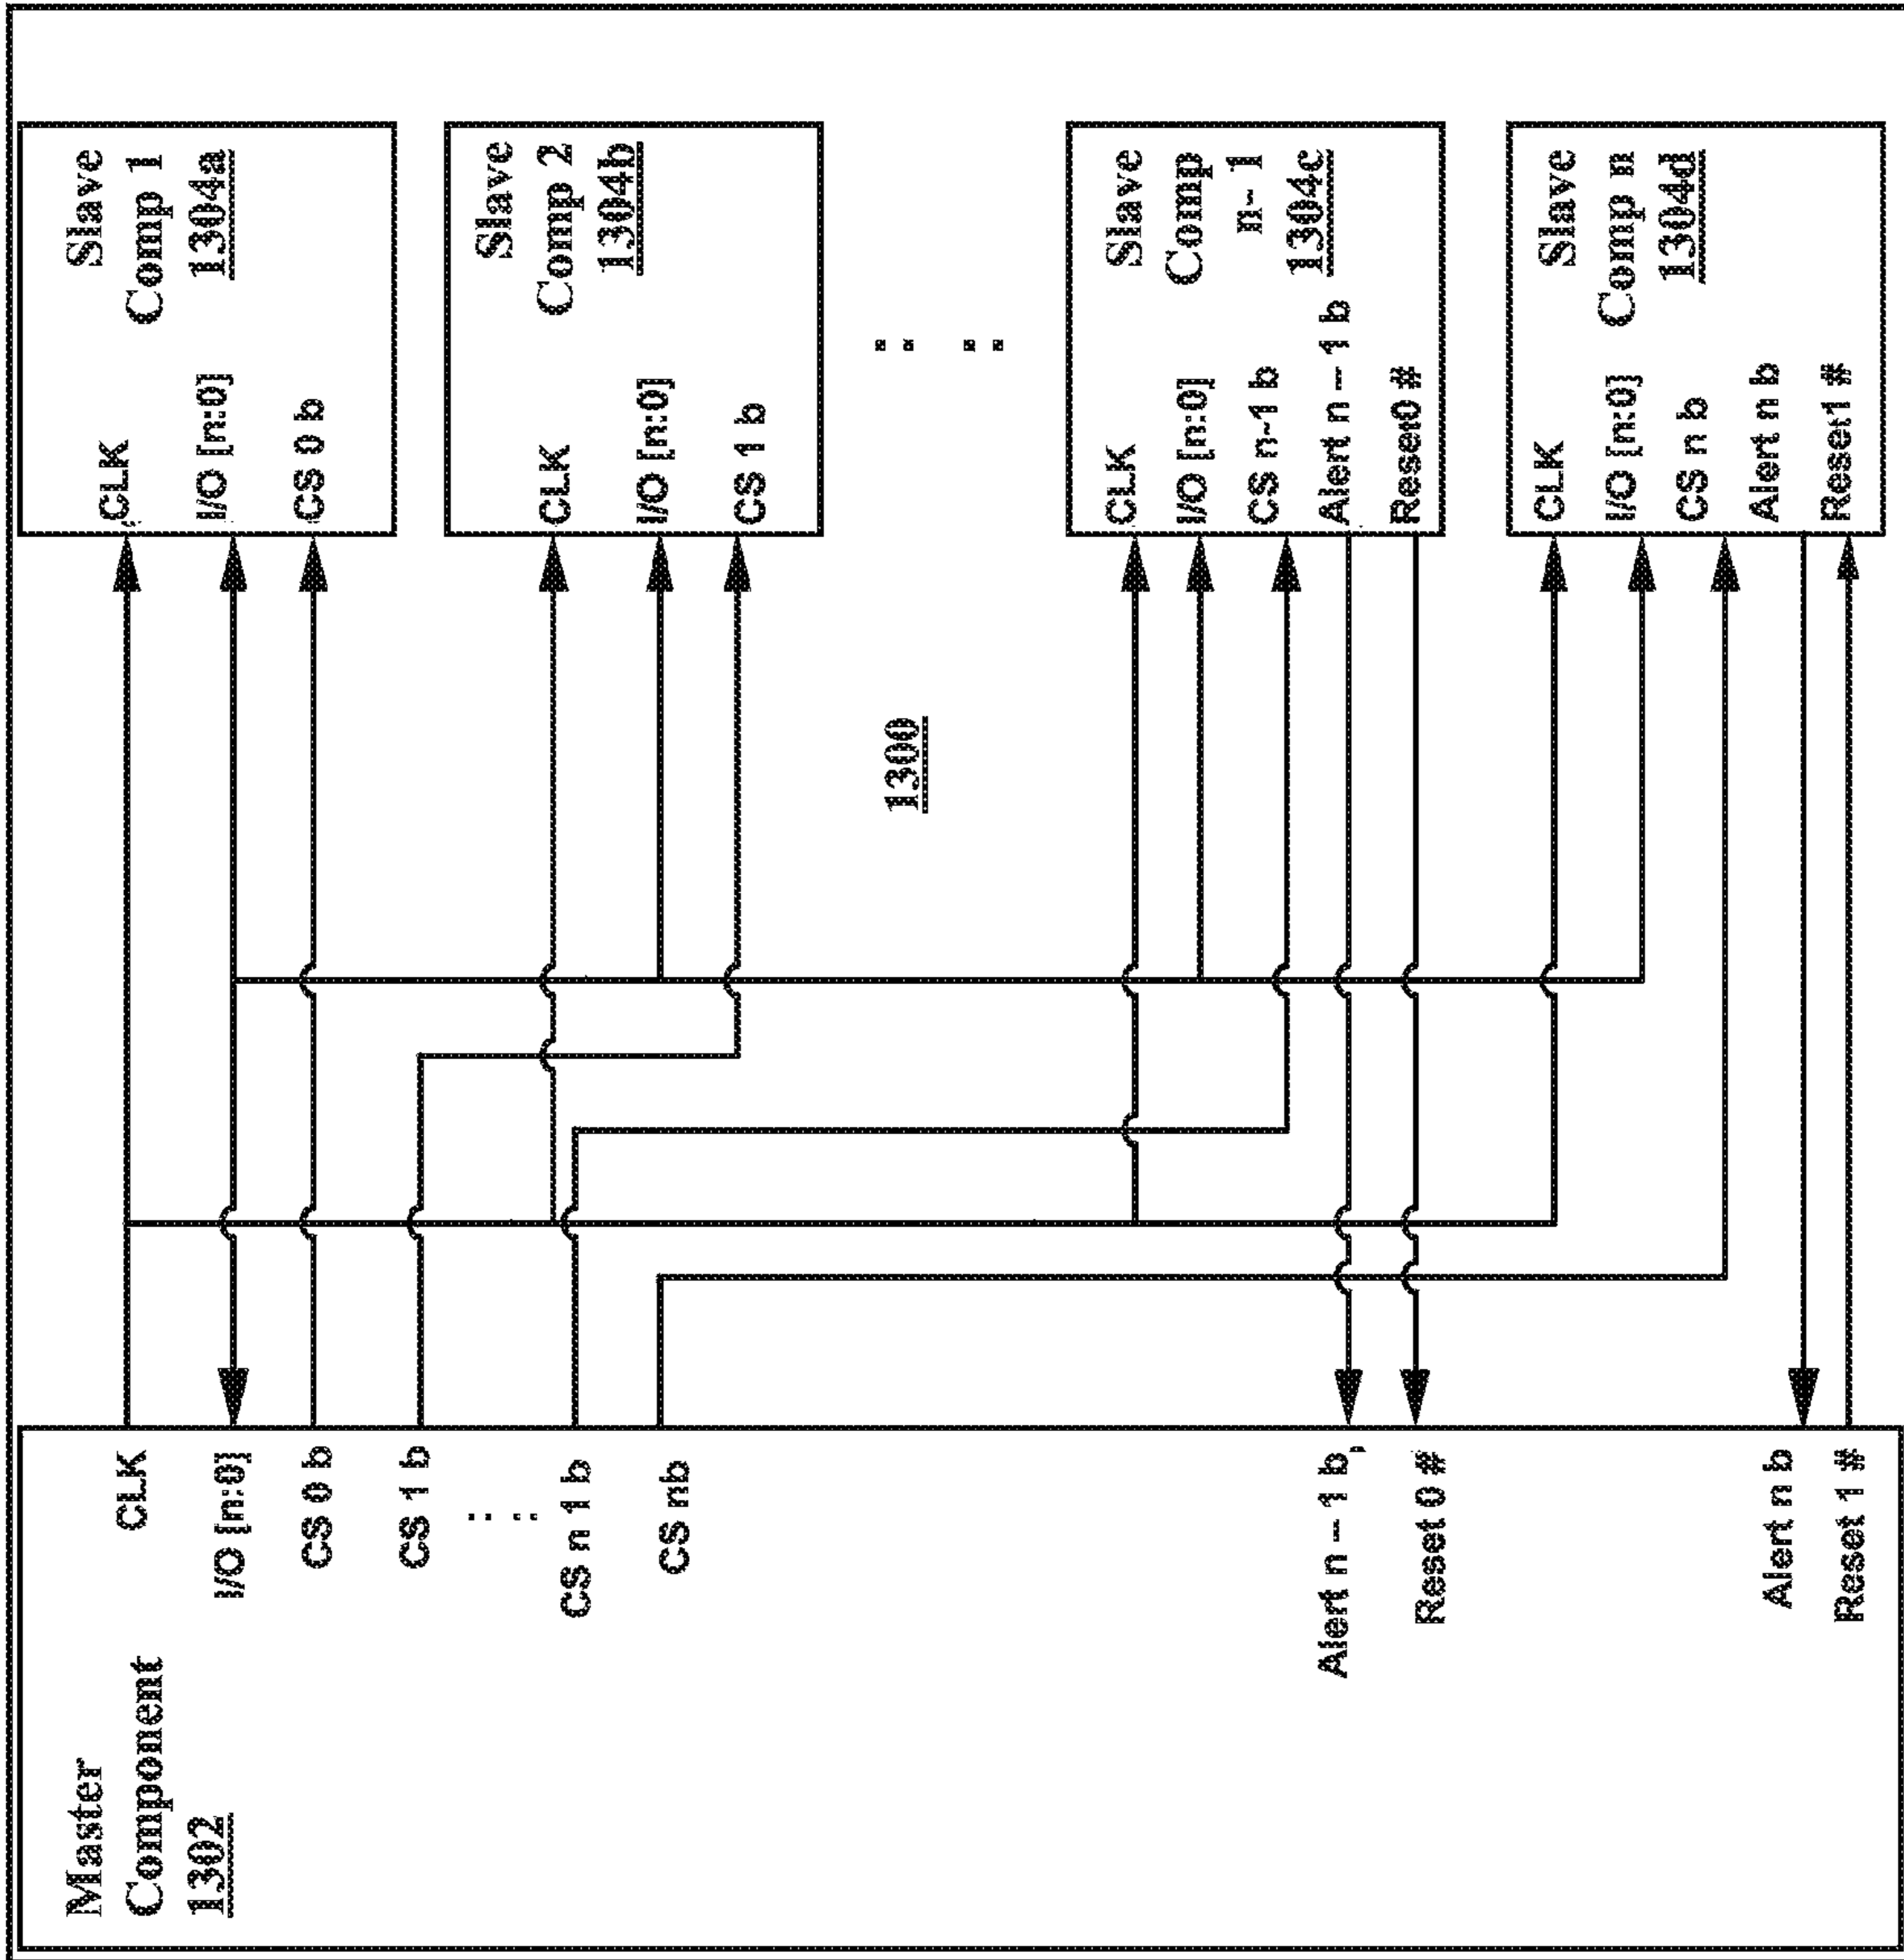 Master
Component
1302
CLK
I/O [n:0]
CS 0 b
CS 1 b
CS n 1 b
CS nb
Alert n - 1 b,
Reset 0 #
Alert n b
Reset 1 #
1300
Slave
Comp 1
1304a
CLK
I/O [n:0]
CS 0 b
Slave
Comp 2
1304b
CLK
I/O [n:0]
CS 1 b
Slave
Comp
n- 1
1304c
CLK
I/O [n:0]
CS n-1 b
Alert n - 1 b
Reset0 #
Slave
Comp n
1304d
CLK
I/O [n:0]
CS n b
Alert n b
Reset1 #